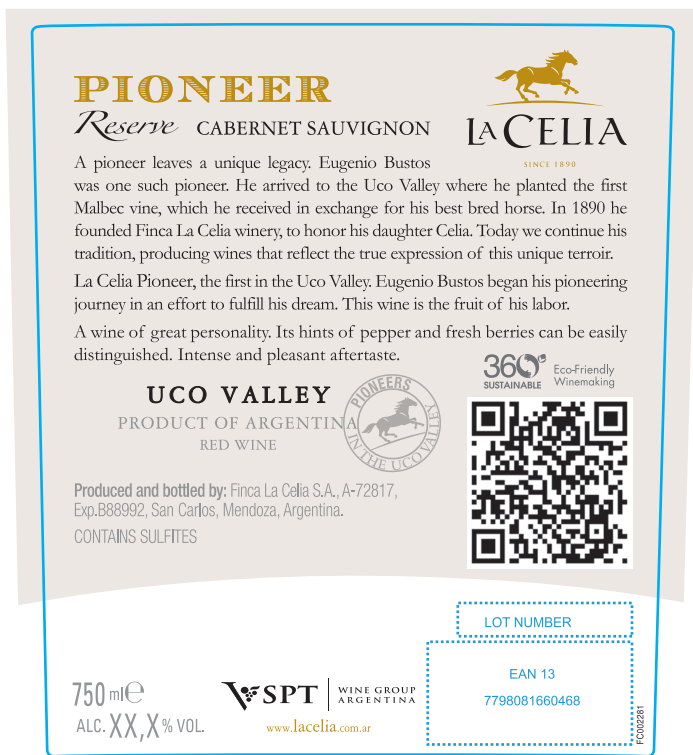 PIONEER
Reserve CABERNET SAUVIGNON
LA CELIA
SINCE 1890
A pioneer leaves a unique legacy. Eugenio Bustos
was one such pioneer. He arrived to the Uco Valley where he planted the first
Malbec vine, which he received in exchange for his best bred horse. In 1890 he
founded Finca La Celia winery, to honor his daughter Celia. Today we continue his
tradition, producing wines that reflect the true expression of this unique terroir.
La Celia Pioneer, the first in the Uco Valley. Eugenio Bustos began his pioneering
journey in an effort to fulfill his dream. This wine is the fruit of his labor.
A wine of great personality. Its hints of pepper and fresh berries can be easily
distinguished. Intense and pleasant aftertaste.
360°
SUSTAINABLE
Eco-Friendly
Winemaking
UCO VALLEY
PRODUCT OF ARGENTINA
RED WINE
PIONEERS
IN THE UCO VALLEY
Produced and bottled by: Finca La Celia S.A., A-72817,
Exp.B88992, San Carlos, Mendoza, Argentina.
CONTAINS SULFITES
LOT NUMBER
EAN 13
7798081660468
FC002281
750 ml e
ALC. XX,X % VOL.
SPT
WINE GROUP
ARGENTINA
www.lacelia.com.ar